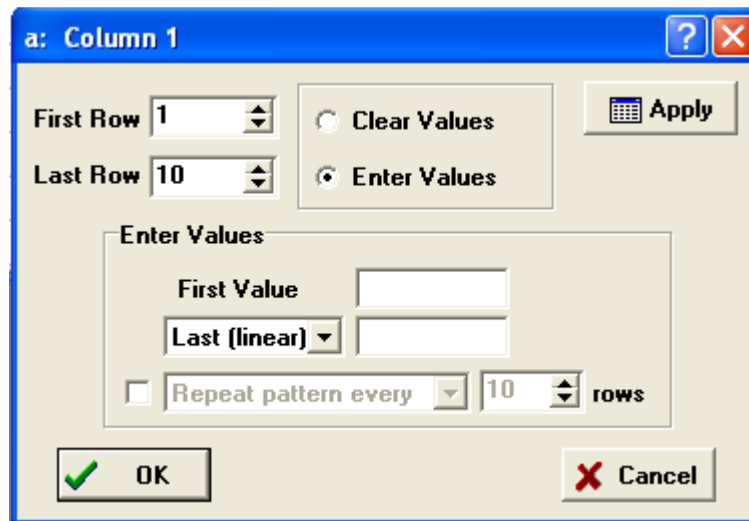 a: Column 1
First Row 1
Last Row 10
Clear Values
Enter Values
Apply
Enter Values
First Value
Last (linear)
Repeat pattern every 10 rows
OK
Cancel